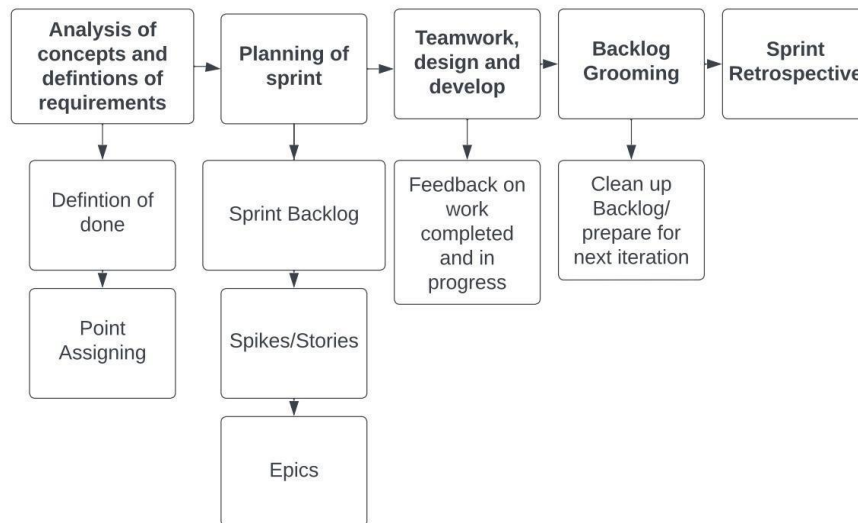 Analysis of
concepts and
defintions of
requirements
Planning of
sprint
Teamwork,
design and
develop
Backlog
Grooming
Sprint
Retrospective
Defintion of
done
Sprint Backlog
Feedback on
work
completed
and in
progress
Clean up
Backlog/
prepare for
next iteration
Point
Assigning
Spikes/Stories
Epics